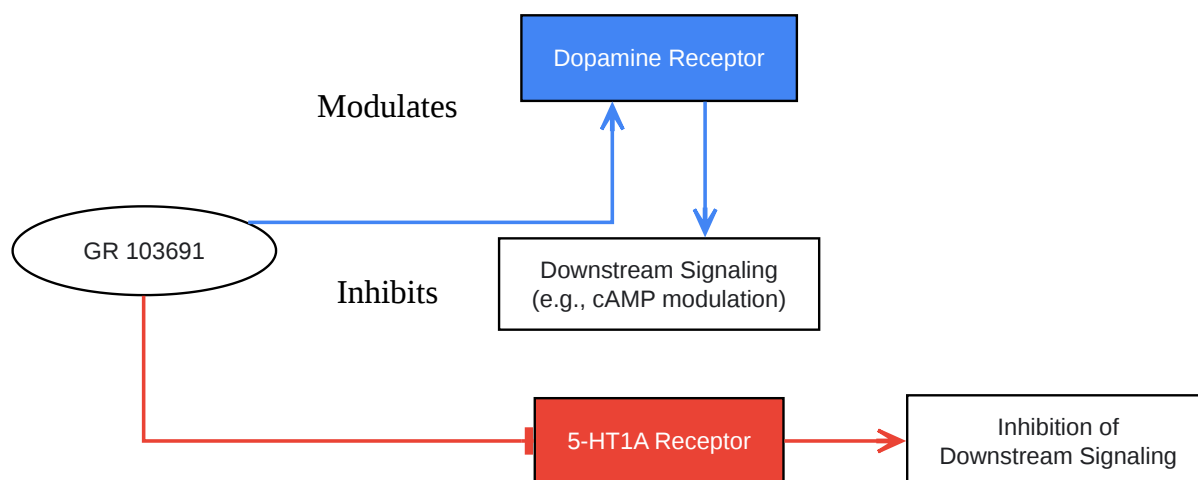 Dopamine Receptor
Modulates
GR 103691
Downstream Signaling
(e.g., cAMP modulation)
Inhibits
5-HT1A Receptor
Inhibition of
Downstream Signaling